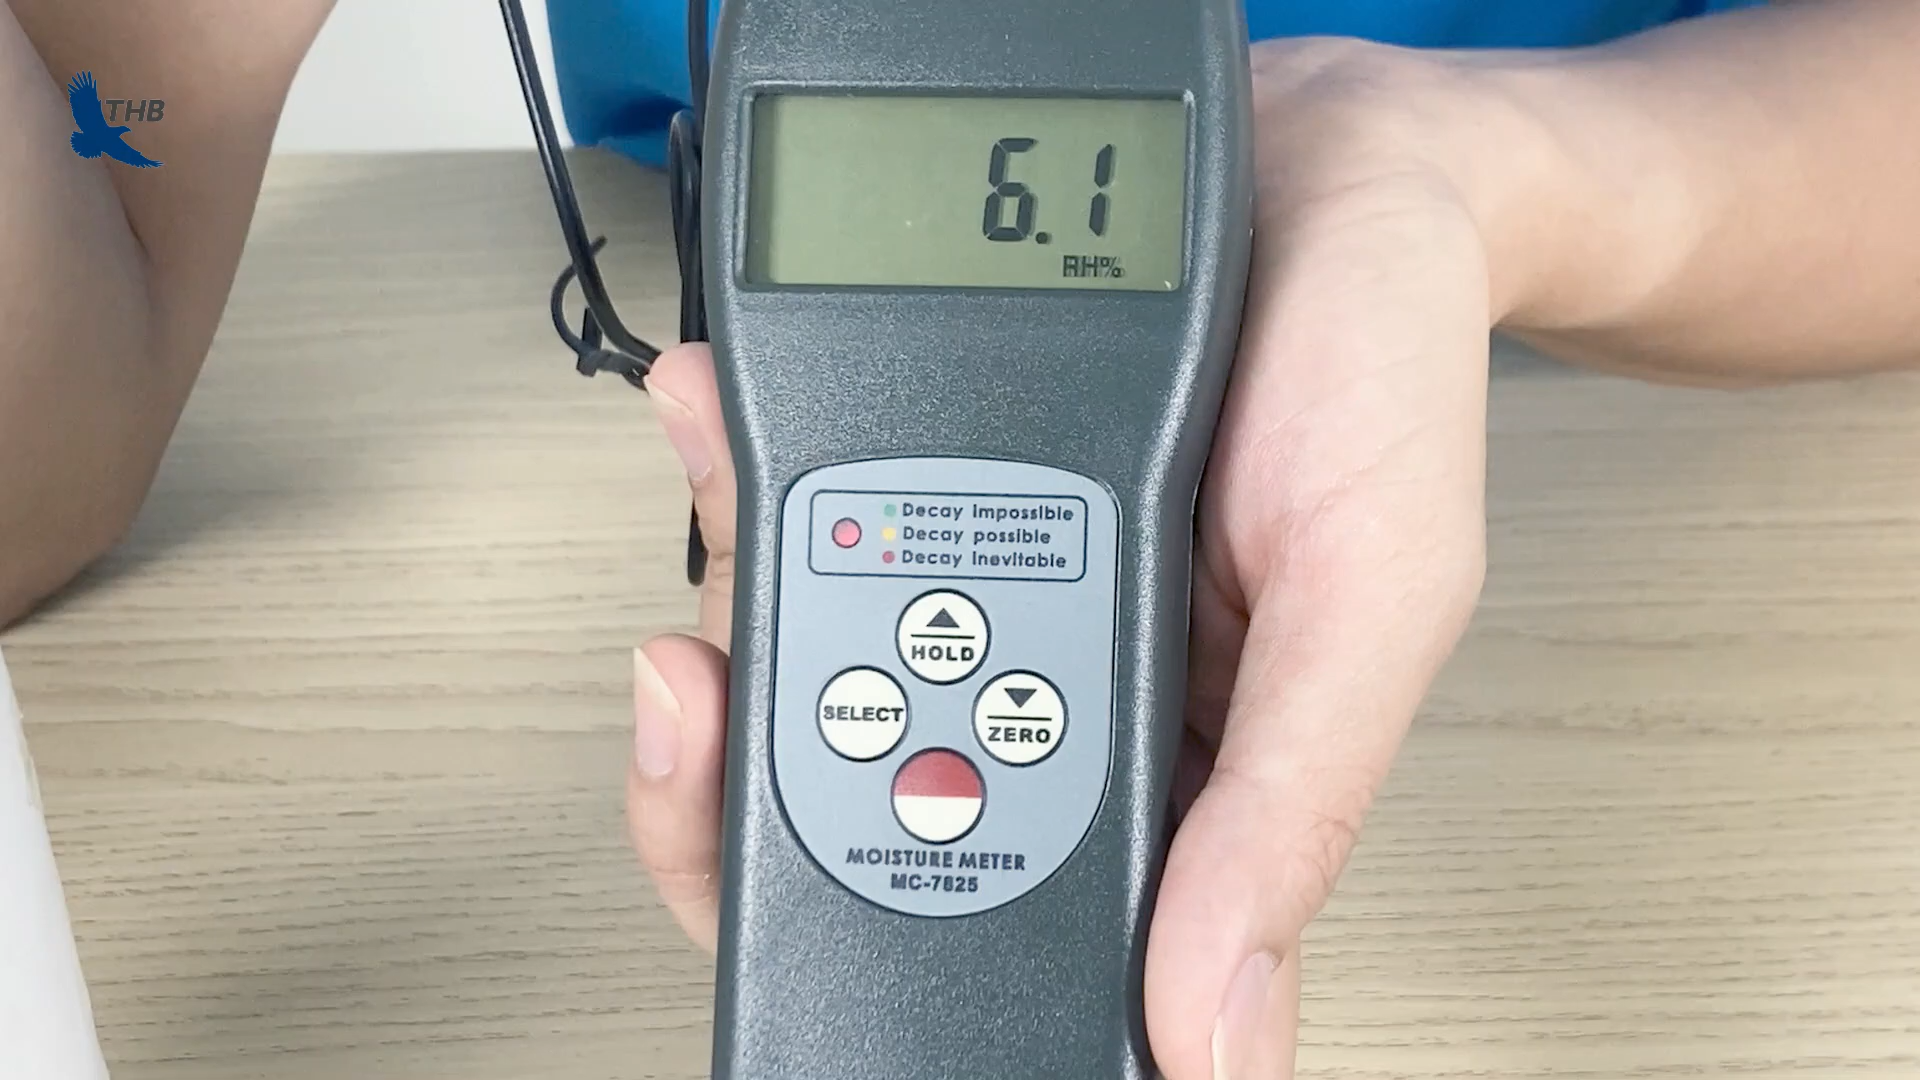 THB
6.1
RH%
Decay impossible
Decay possible
Decay inevitable
HOLD
SELECT
ZERO
MOISTURE METER
MC-7825